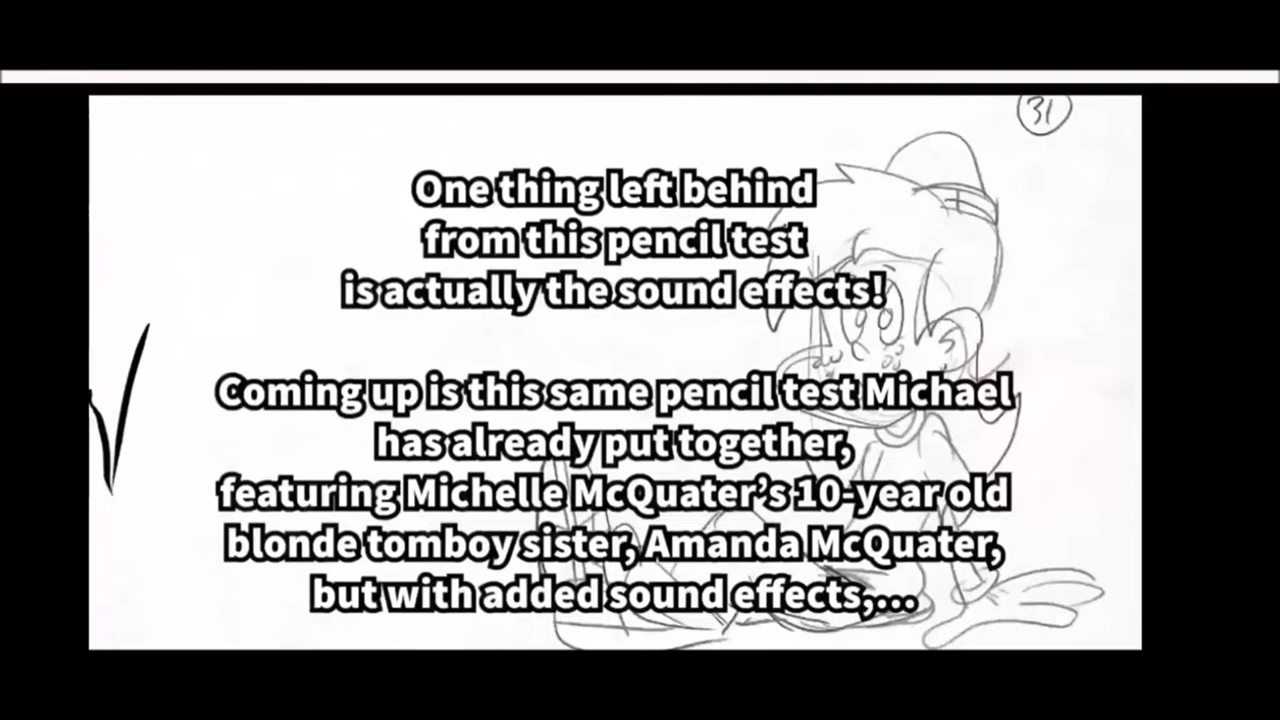 31
One thing left behind
from this pencil test
is actually the sound effects!
Coming up is this same pencil test Michael
has already put together,
featuring Michelle McQuater’s 10-year old
blonde tomboy sister, Amanda McQuater,
but with added sound effects,...